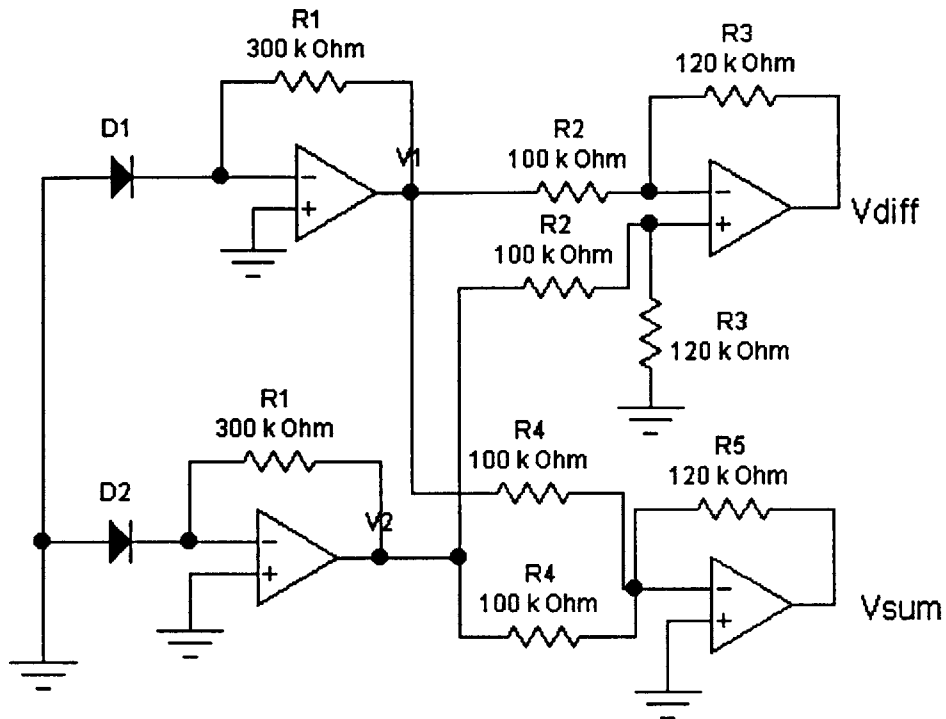 R1
300 k Ohm
R3
120 k Ohm
D1
V1
R2
100 k Ohm
Vdiff
R2
100 k Ohm
R3
120 k Ohm
R1
300 k Ohm
R4
100 k Ohm
R5
120 k Ohm
D2
V2
R4
100 k Ohm
Vsum